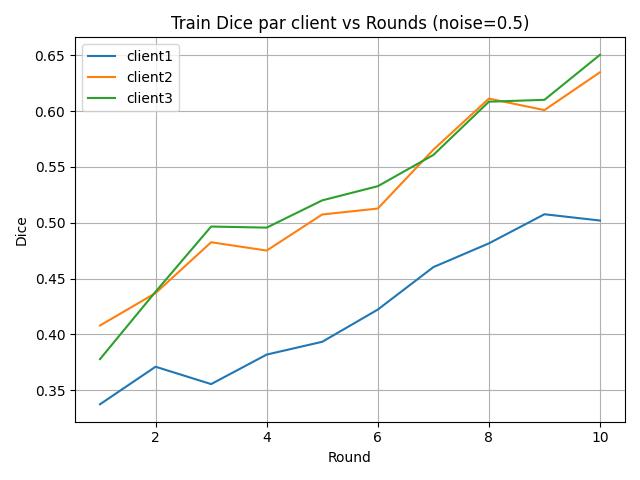 Train Dice par client vs Rounds (noise=0.5)
client1
client2
client3
Dice
0.65
0.60
0.55
0.50
0.45
0.40
0.35
2 4 6 8 10
Round